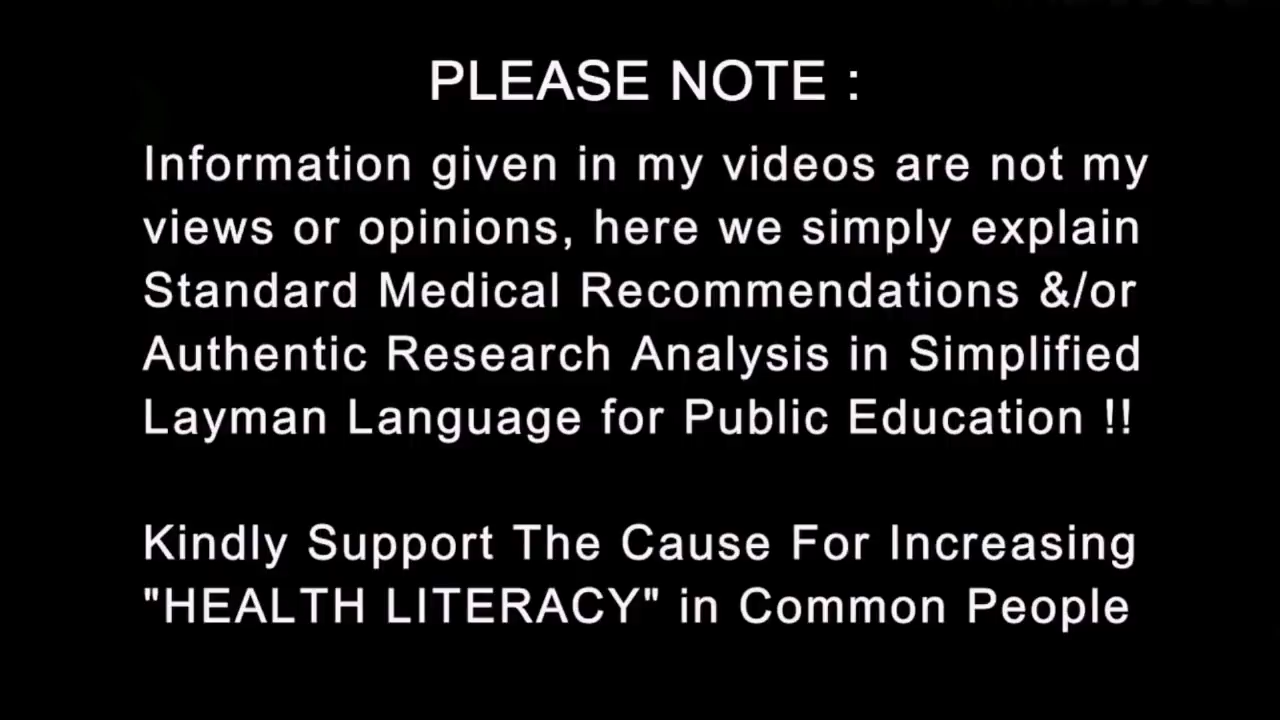 PLEASE NOTE :
Information given in my videos are not my
views or opinions, here we simply explain
Standard Medical Recommendations &/or
Authentic Research Analysis in Simplified
Layman Language for Public Education !!
Kindly Support The Cause For Increasing
"HEALTH LITERACY" in Common People